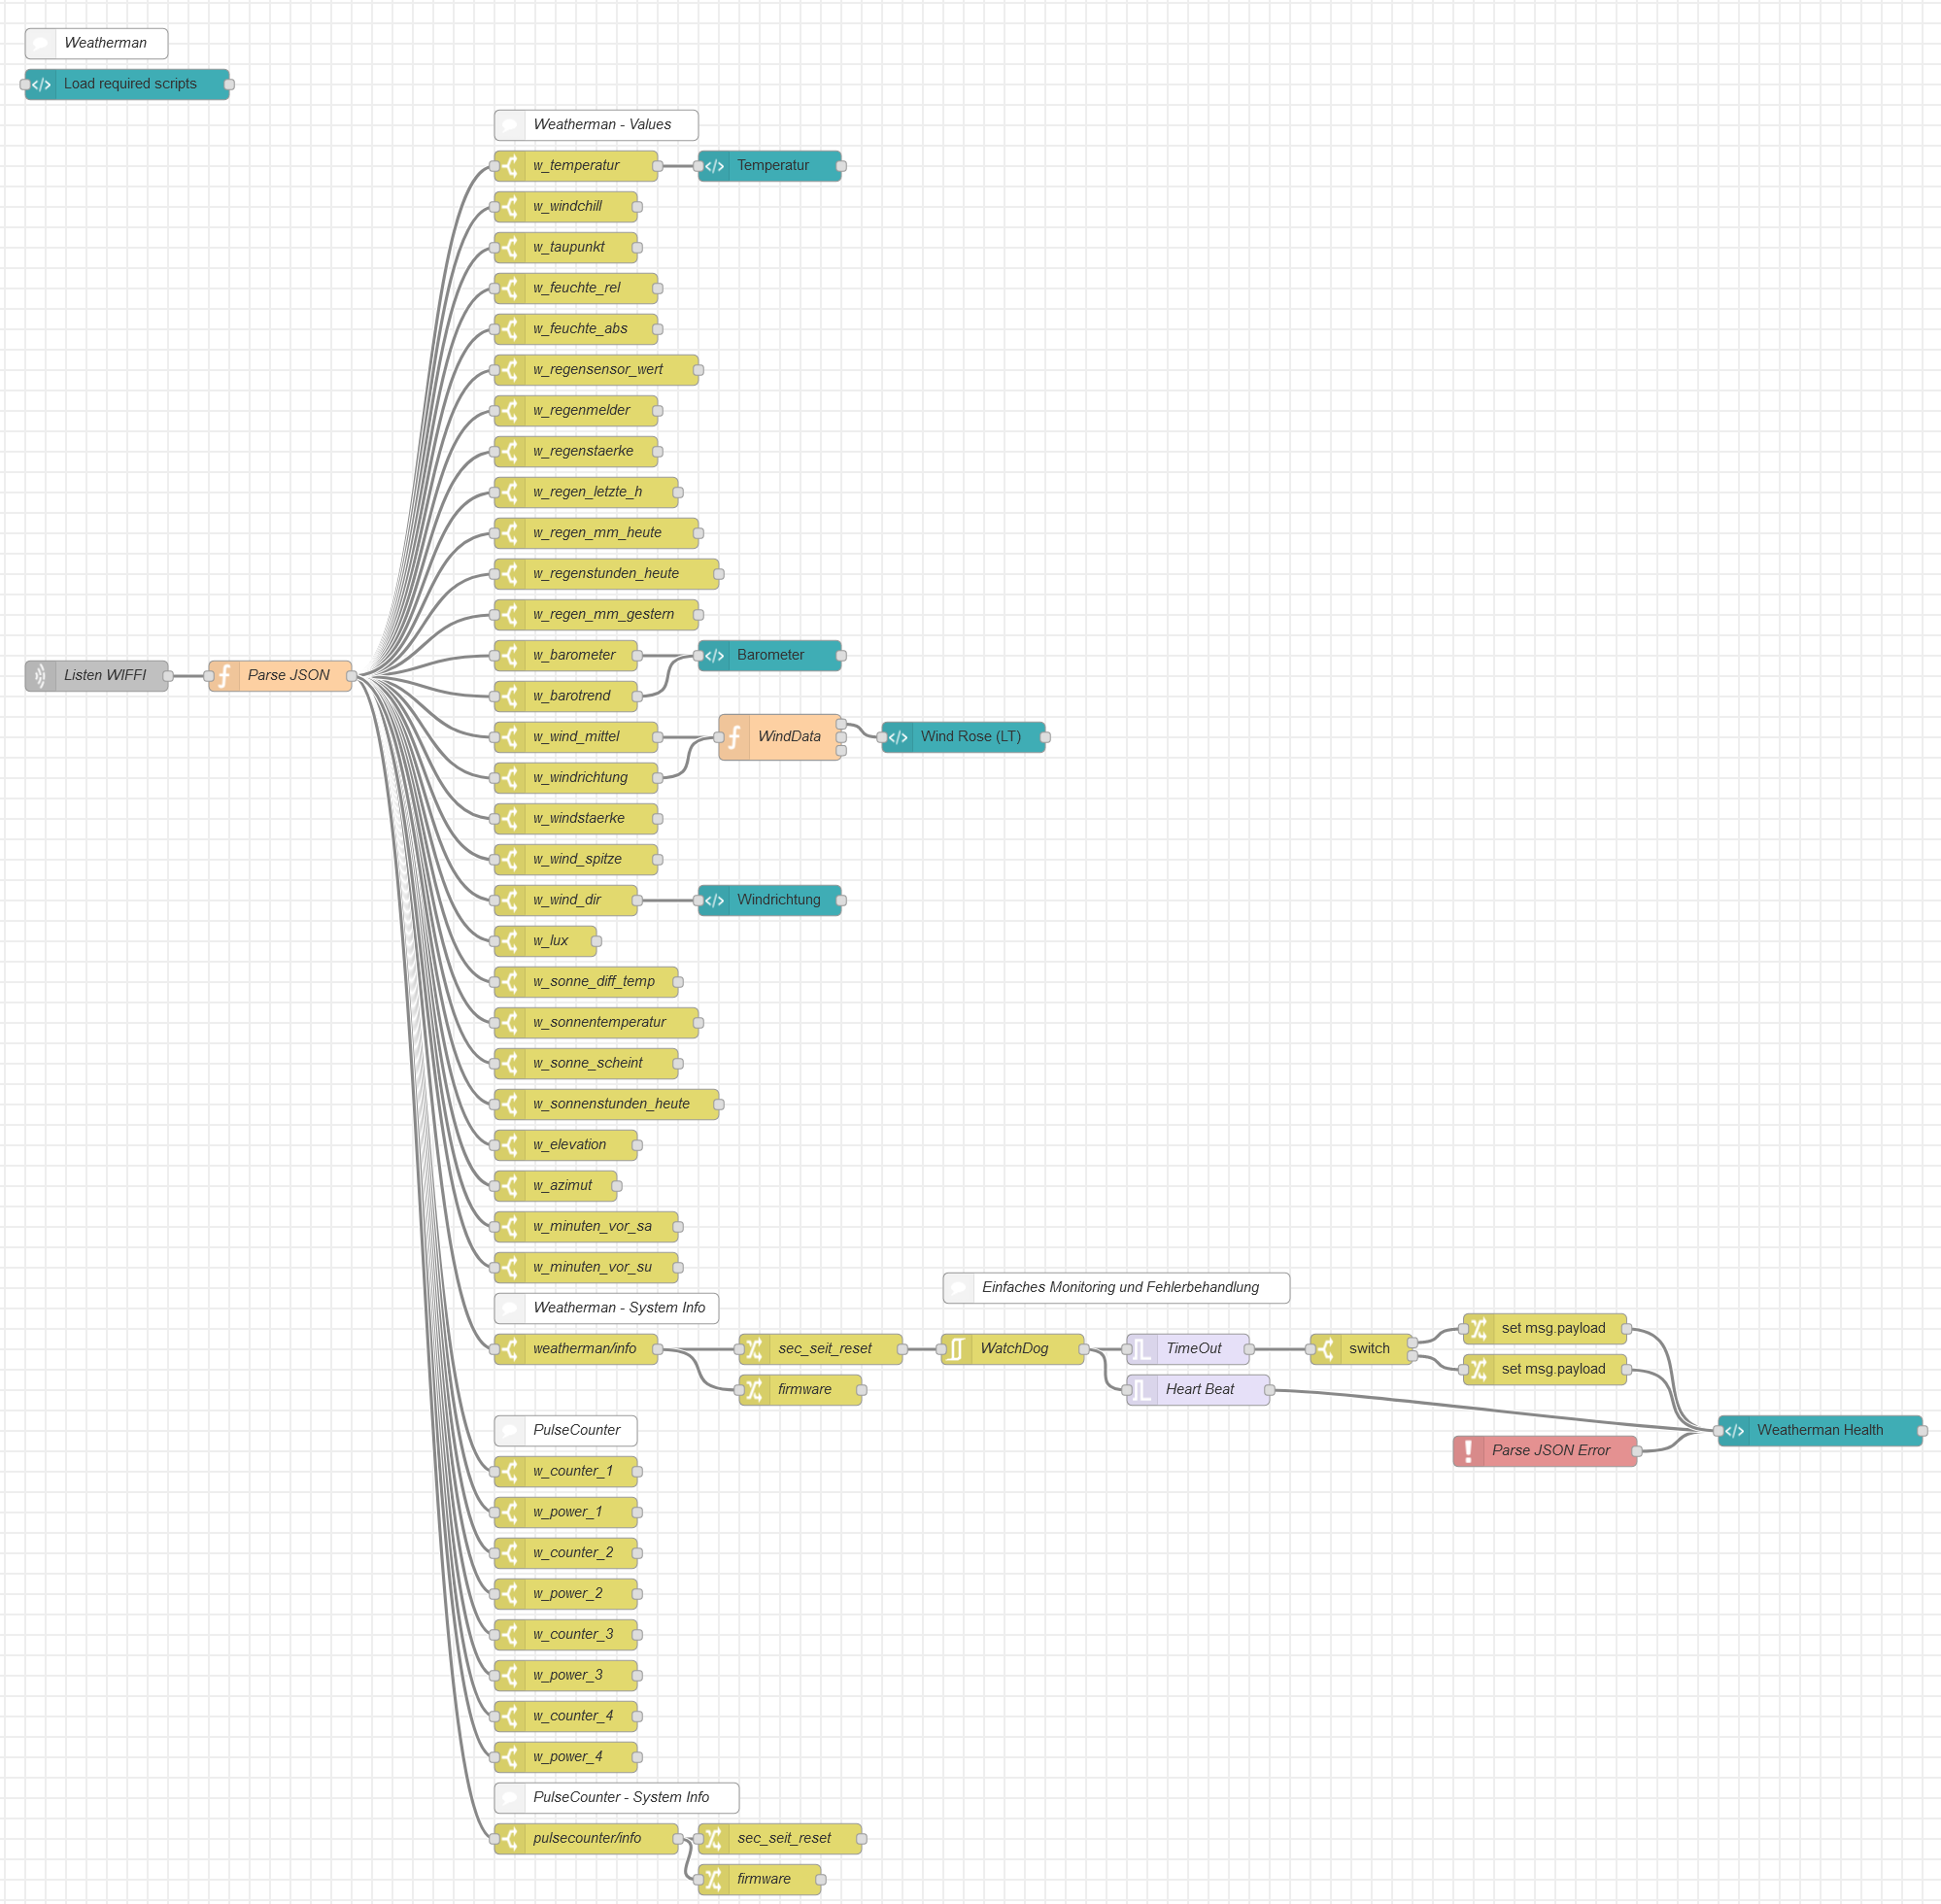 Weatherman
Load required scripts
Weatherman - Values
w_temperatur
Temperatur
w_windchill
w_taupunkt
w_feuchte_rel
w_feuchte_abs
w_regensensor_wert
w_regenmelder
w_regenstaerke
w_regen_letzte_h
w_regen_mm_heute
w_regenstunden_heute
w_regen_mm_gestern
w_barometer
Barometer
Listen WIFFI
Parse JSON
w_barotrend
w_wind_mittel
WindData
Wind Rose (LT)
w_windrichtung
w_windstaerke
w_wind_spitze
w_wind_dir
Windrichtung
w_lux
w_sonne_diff_temp
w_sonnentemperatur
w_sonne_scheint
w_sonnenstunden_heute
w_elevation
w_azimut
w_minuten_vor_sa
w_minuten_vor_su
Einfaches Monitoring und Fehlerbehandlung
Weatherman - System Info
set msg.payload
weatherman/info
sec_seit_reset
WatchDog
TimeOut
switch
set msg.payload
firmware
Heart Beat
PulseCounter
Weatherman Health
Parse JSON Error
w_counter_1
w_power_1
w_counter_2
w_power_2
w_counter_3
w_power_3
w_counter_4
w_power_4
PulseCounter - System Info
pulsecounter/info
sec_seit_reset
firmware